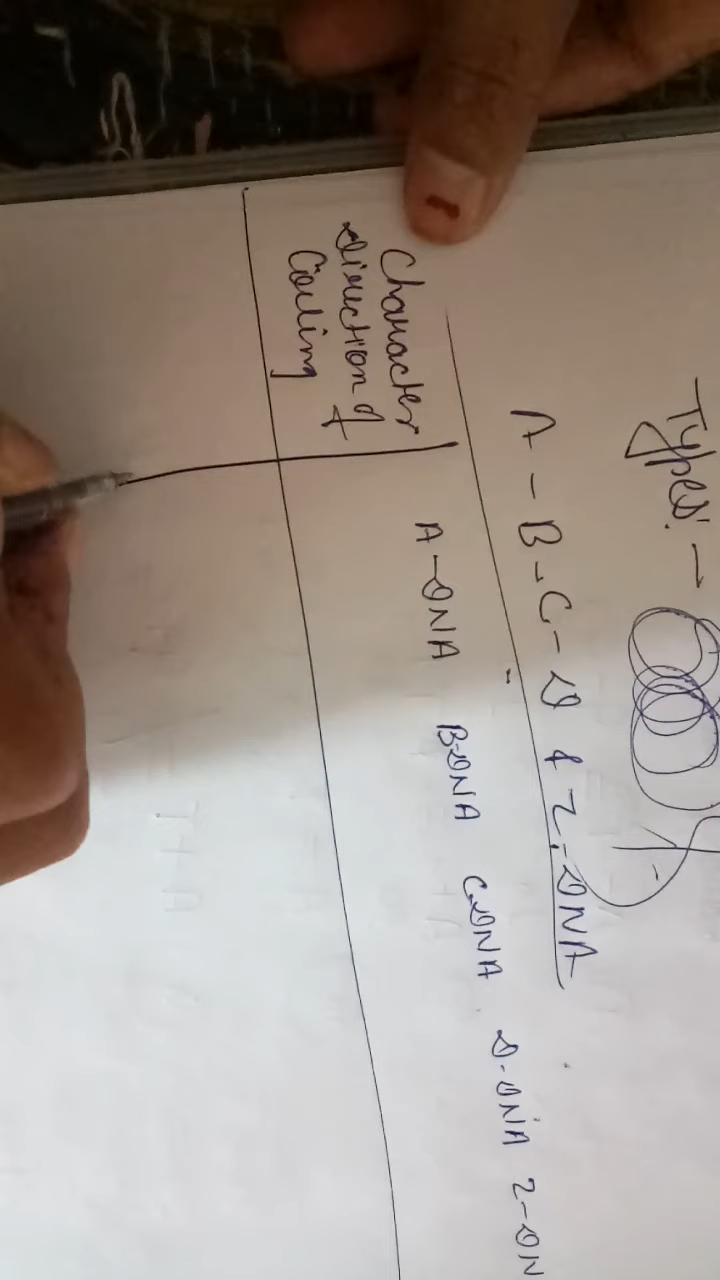 Types:-
A-B-C-D & Z-DNA
A-DNA B-DNA C-DNA D-DNA Z-DN
Character
Direction of
Coiling